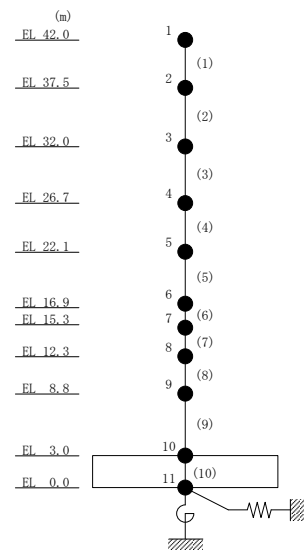 (m)
EL 42.0
1
(1)
EL 37.5
2
(2)
EL 32.0
3
(3)
EL 26.7
4
(4)
EL 22.1
5
(5)
EL 16.9
6
(6)
EL 15.3
7
(7)
EL 12.3
8
(8)
EL 8.8
9
(9)
EL 3.0
10
(10)
EL 0.0
11